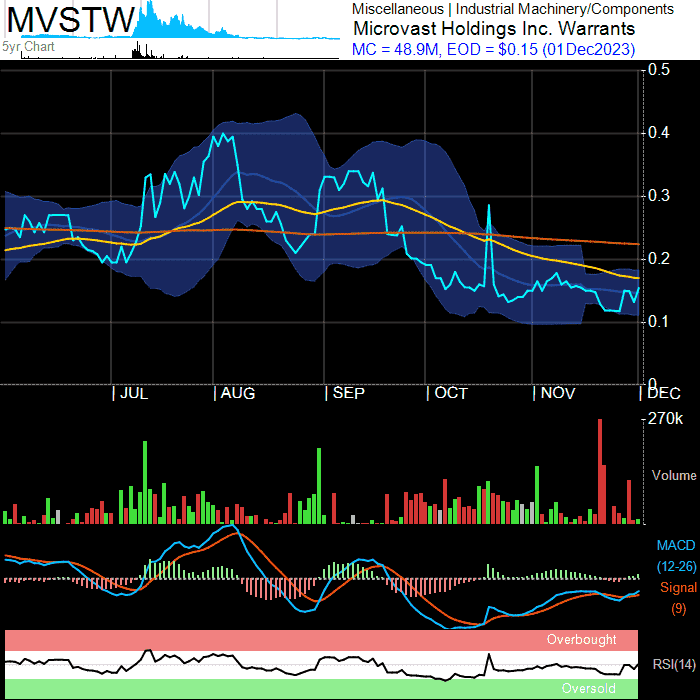 MVSTW
5yr Chart
Miscellaneous | Industrial Machinery/Components
Microvast Holdings Inc. Warrants
MC = 48.9M, EOD = $0.15 (01Dec2023)
0.5
0.4
0.3
0.2
0.1
0
| JUL | AUG | SEP | OCT | NOV | DEC
270k
Volume
MACD
(12-26)
Signal
(9)
Overbought
RSI(14)
Oversold